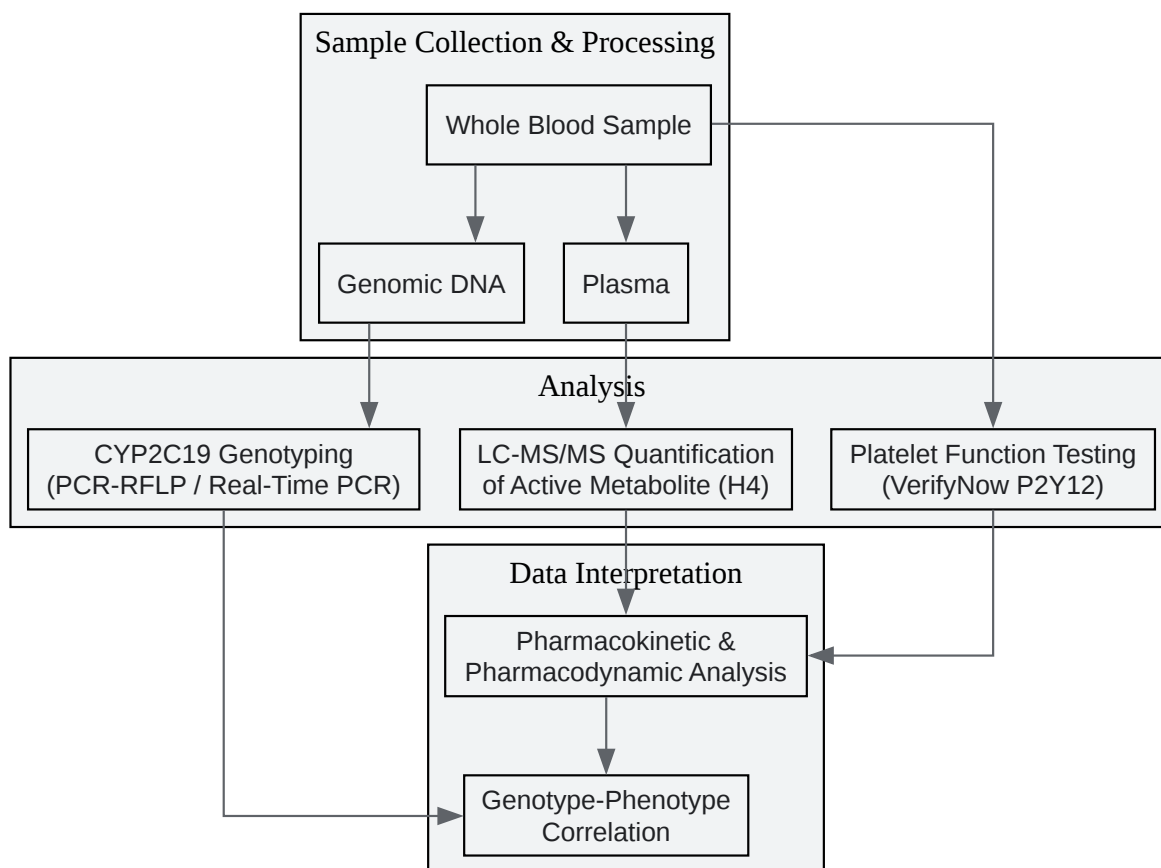 Sample Collection & Processing
Whole Blood Sample
Genomic DNA
Plasma
Analysis
CYP2C19 Genotyping
(PCR-RFLP / Real-Time PCR)
LC-MS/MS Quantification
of Active Metabolite (H4)
Platelet Function Testing
(VerifyNow P2Y12)
Data Interpretation
Pharmacokinetic &
Pharmacodynamic Analysis
Genotype-Phenotype
Correlation